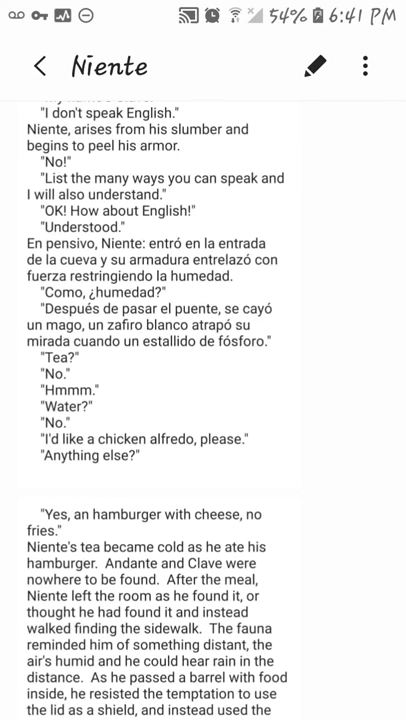 54% 6:41 PM
Niente
"I don't speak English."
Niente, arises from his slumber and
begins to peel his armor.
"No!"
"List the many ways you can speak and
I will also understand."
"OK! How about English!"
"Understood."
En pensivo, Niente: entró en la entrada
de la cueva y su armadura entrelazó con
fuerza restringiendo la humedad.
"Como, ¿humedad?"
"Después de pasar el puente, se cayó
un mago, un zafiro blanco atrapó su
mirada cuando un estallido de fósforo."
"Tea?"
"No."
"Hmmm."
"Water?"
"No."
"I'd like a chicken alfredo, please."
"Anything else?"
"Yes, an hamburger with cheese, no
fries."
Niente's tea became cold as he ate his
hamburger. Andante and Clave were
nowhere to be found. After the meal,
Niente left the room as he found it, or
thought he had found it and instead
walked finding the sidewalk. The fauna
reminded him of something distant, the
air's humid and he could hear rain in the
distance. As he passed a barrel with food
inside, he resisted the temptation to use
the lid as a shield, and instead used the